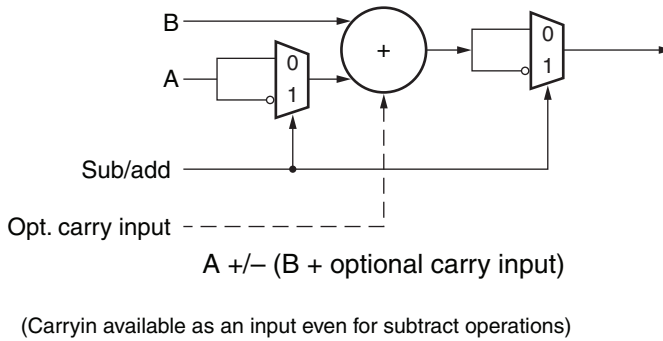 B
+
0
1
A
0
1
Sub/add
Opt. carry input
A +/– (B + optional carry input)
(Carryin available as an input even for subtract operations)